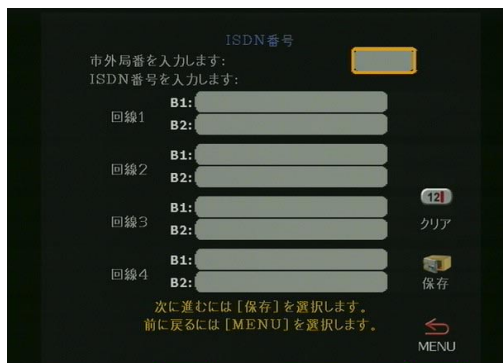 ISDN番号
市外局番を入力します:
ISDN番号を入力します:
回線1
B1:
B2:
回線2
B1:
B2:
回線3
B1:
B2:
回線4
B1:
B2:
12
クリア
保存
次に進むには [保存] を選択します。
前に戻るには [MENU] を選択します。
MENU